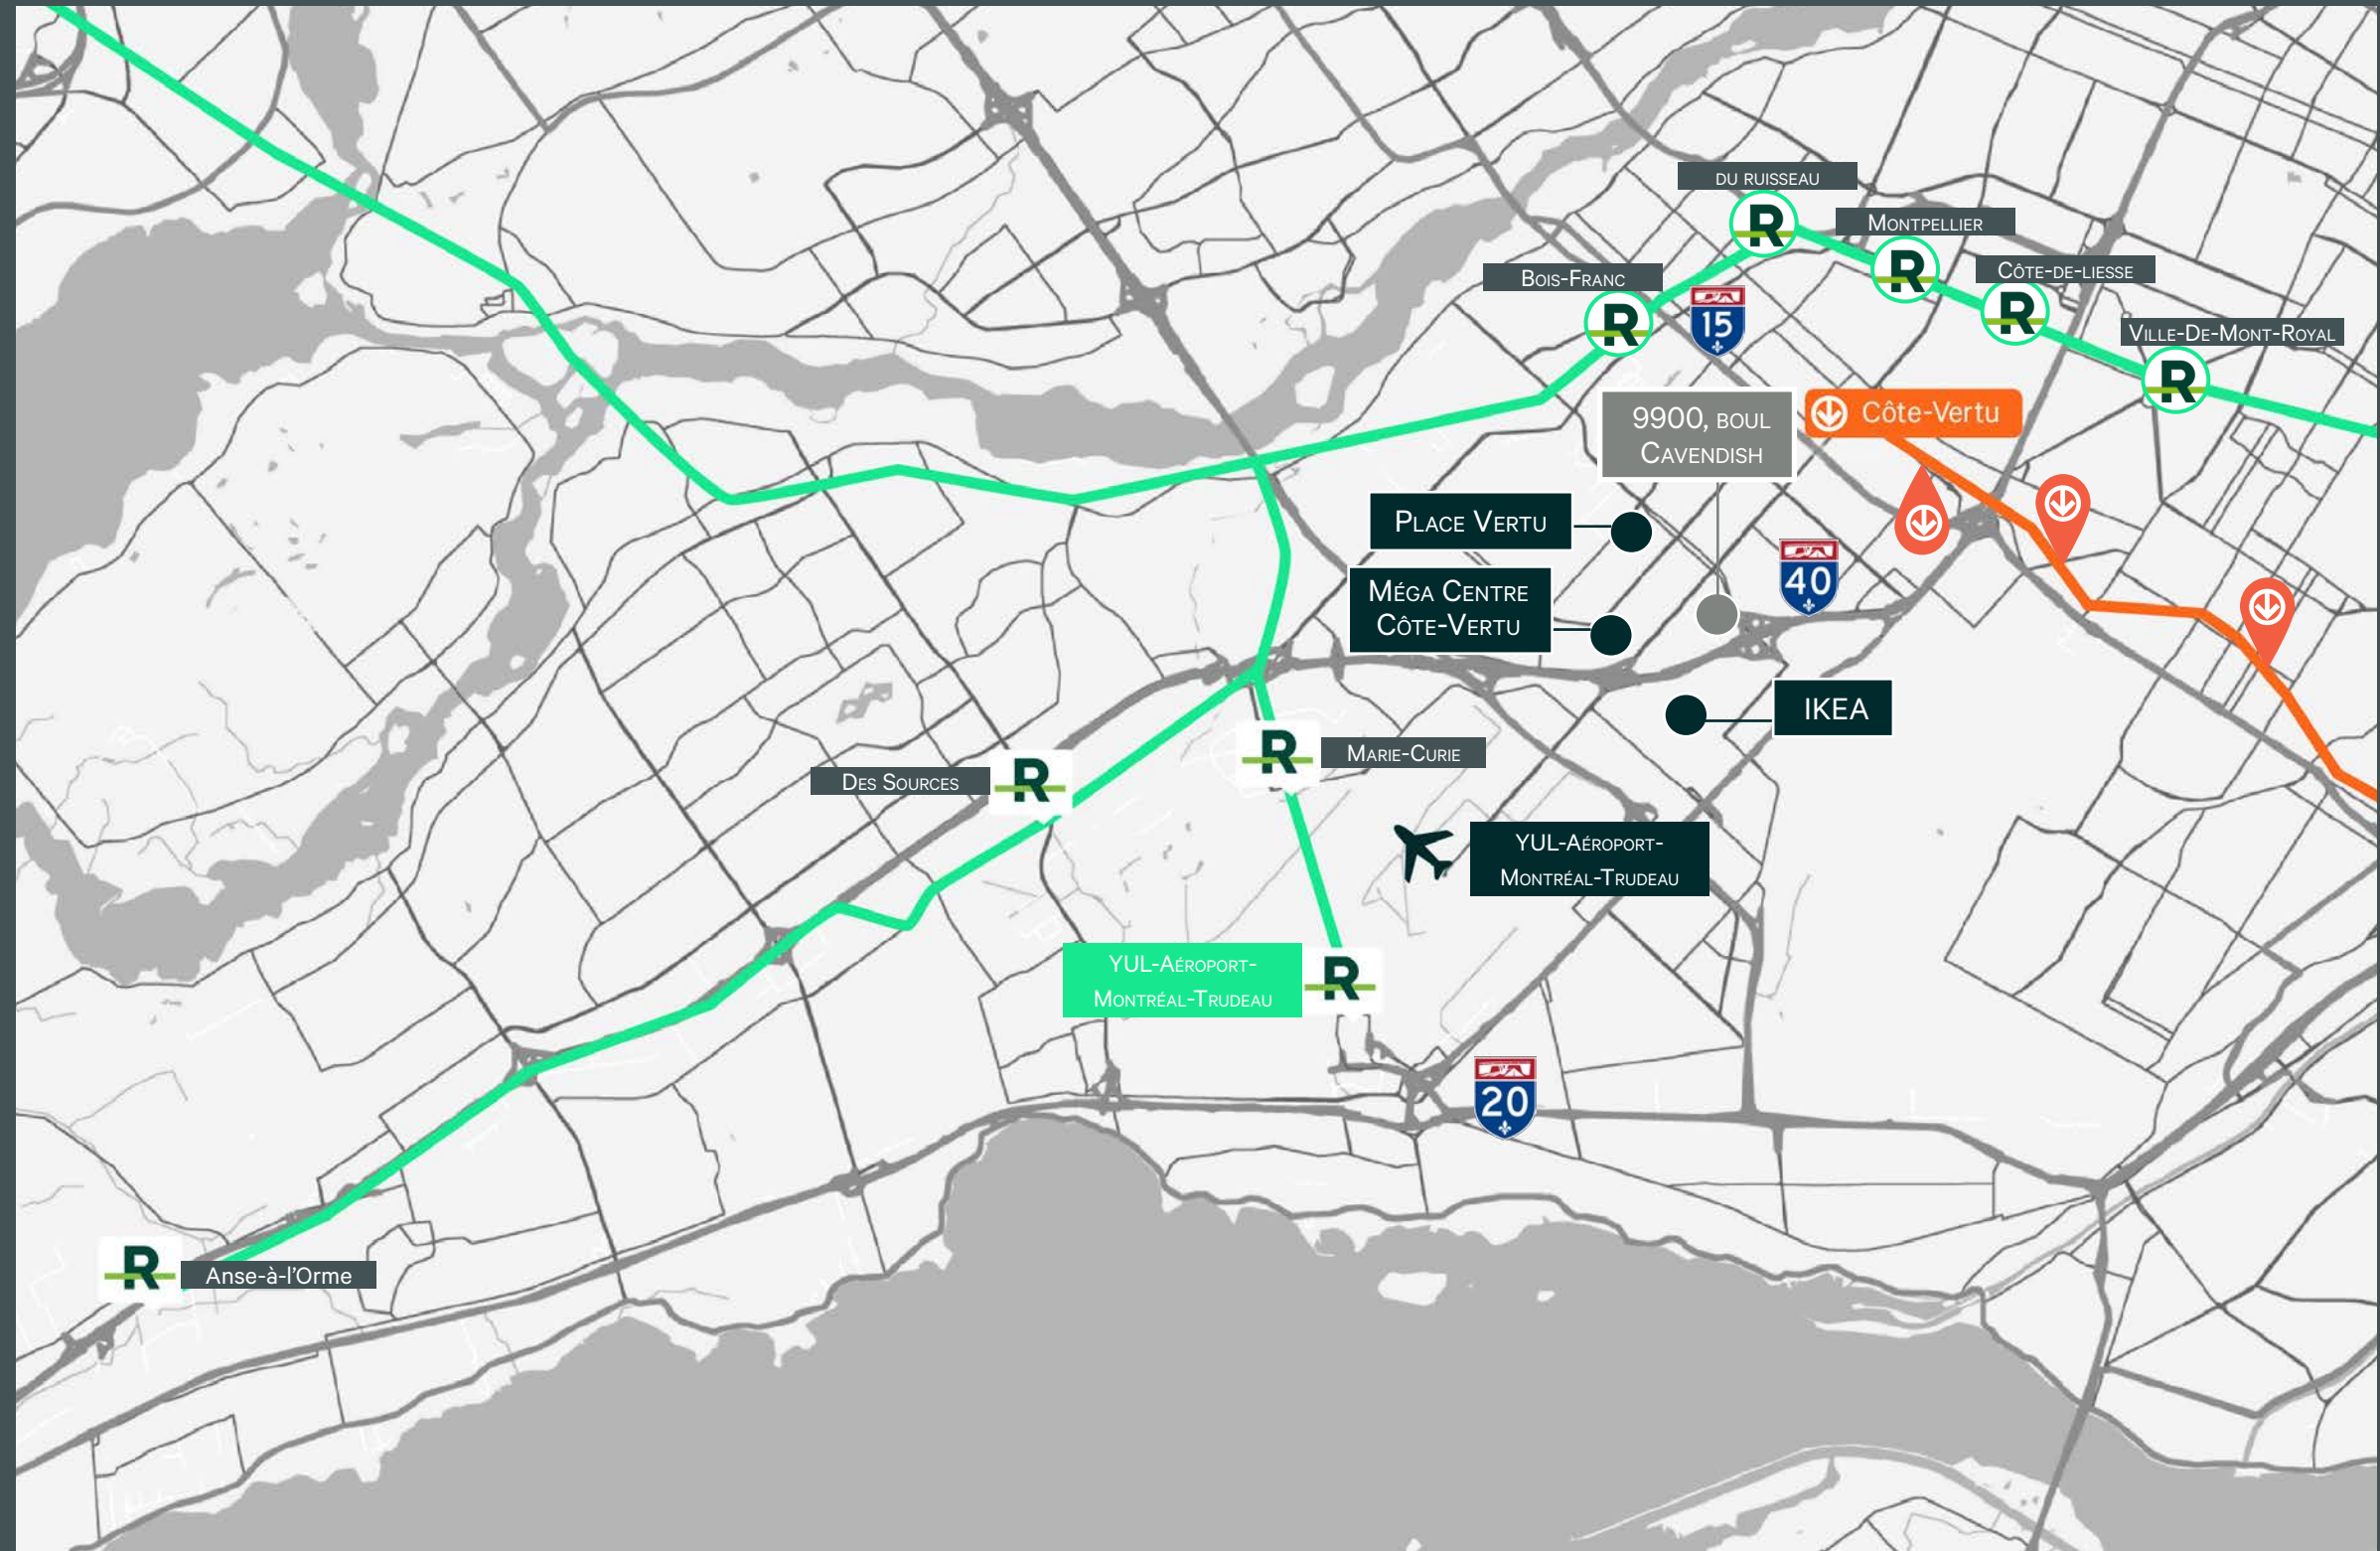 DU RUISSEAU
MONTPELLIER
CÔTE-DE-LIESSE
BOIS-FRANC
15
VILLE-DE-MONT-ROYAL
9900, BOUL
CAVENDISH
Côte-Vertu
PLACE VERTU
MÉGA CENTRE
CÔTE-VERTU
40
IKEA
MARIE-CURIE
DES SOURCES
YUL-AÉROPORT-
MONTRÉAL-TRUDEAU
YUL-AÉROPORT-
MONTRÉAL-TRUDEAU
20
Anse-à-l'Orme
R
R
R
R
R
R
R
R
R